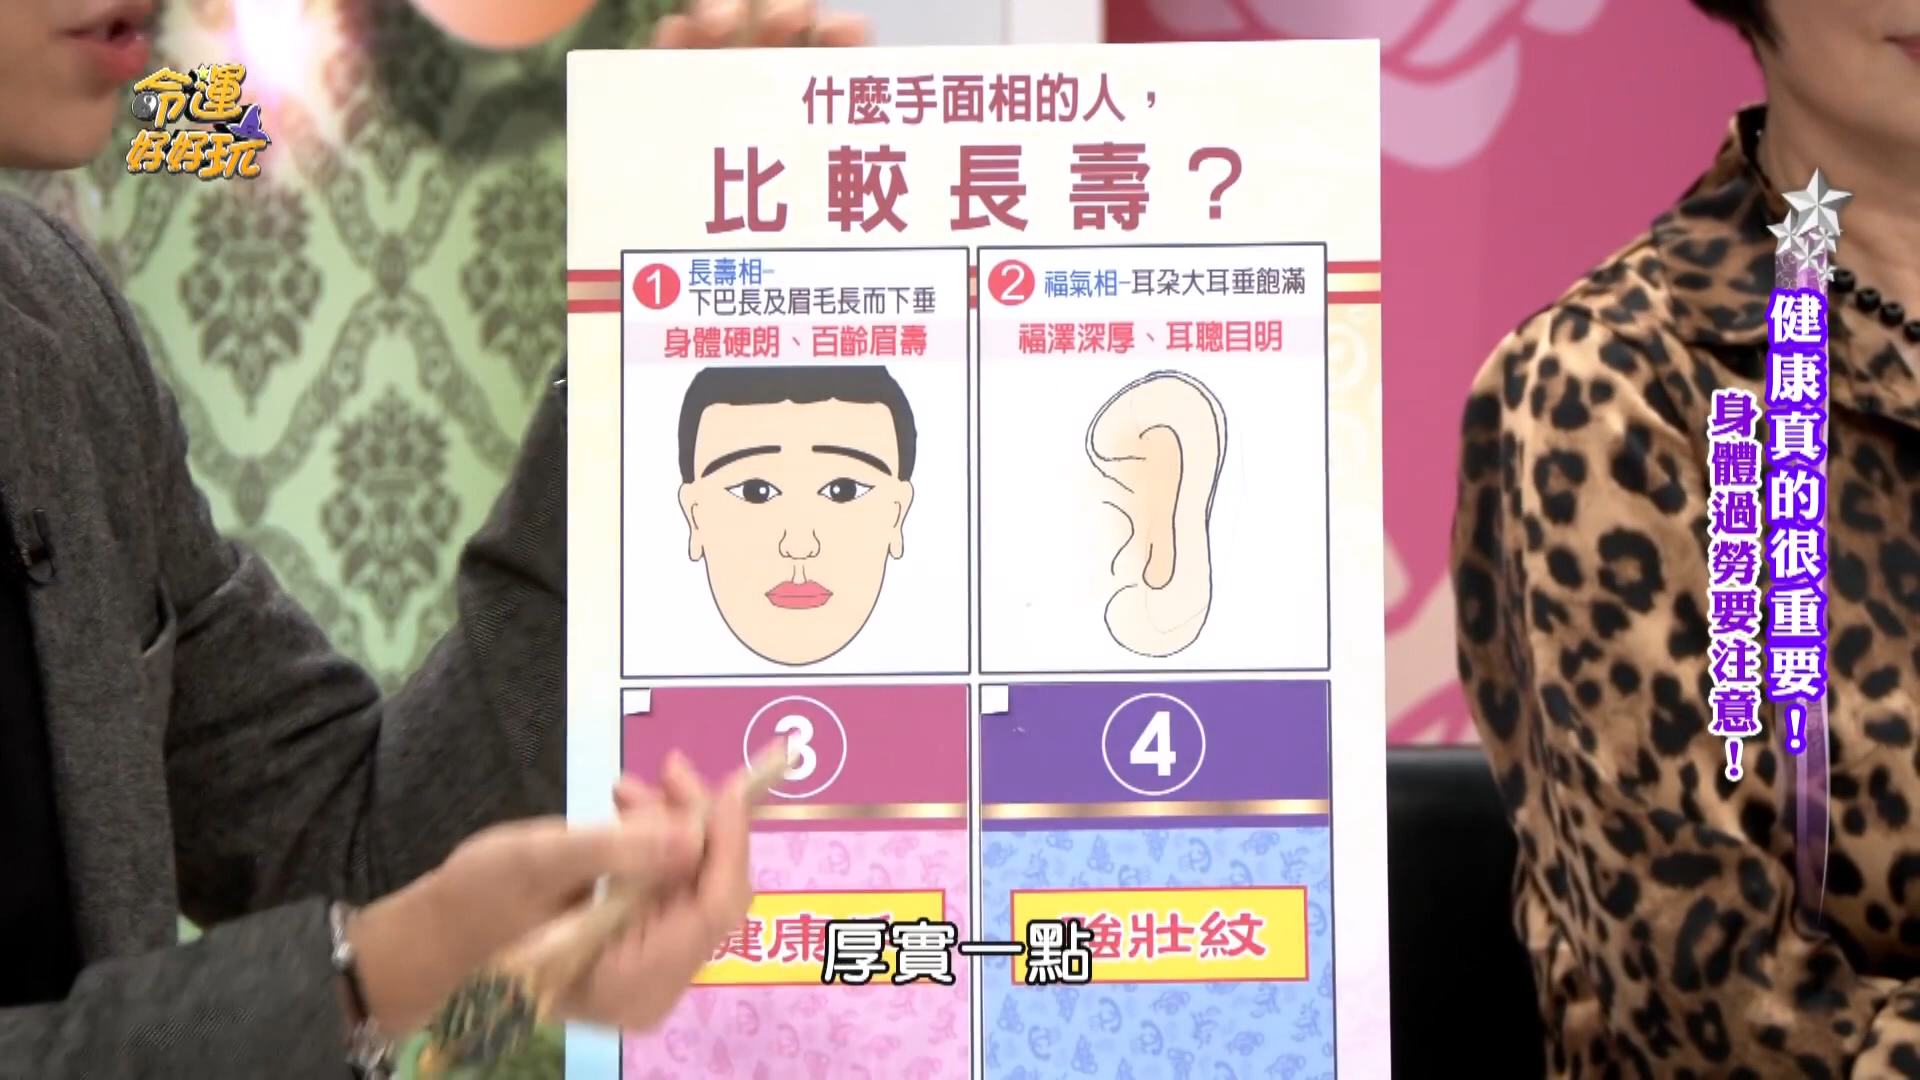 命運
好好玩
什麼手面相的人，
比較長壽？
1 長壽相-
下巴長及眉毛長而下垂
身體硬朗、百齡眉壽
2 福氣相-耳朵大耳垂飽滿
福澤深厚、耳聰目明
3
健康
4
強壯紋
健康真的很重要！
身體過勞要注意！
厚實一點